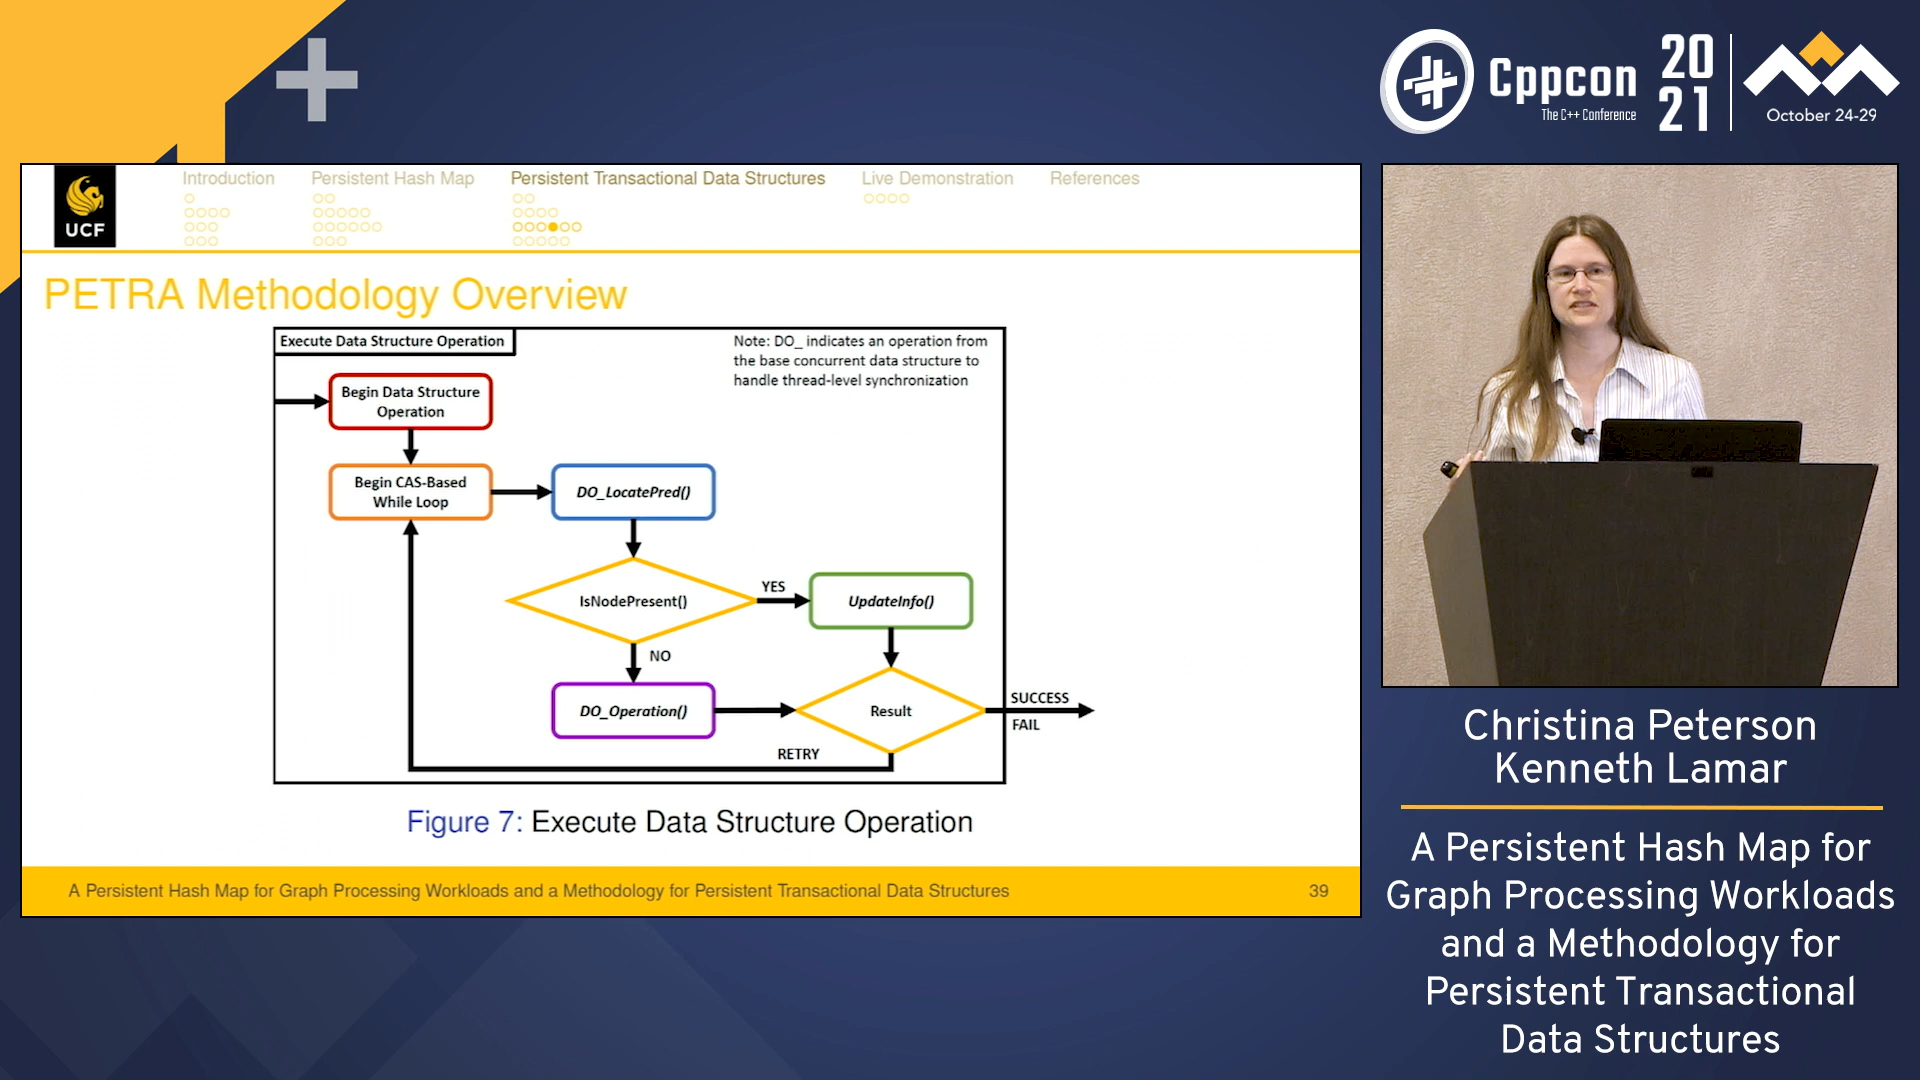 Cppcon
The C++ Conference
20
21
October 24-29
UCF
Introduction
Persistent Hash Map
Persistent Transactional Data Structures
Live Demonstration
References
PETRA Methodology Overview
Execute Data Structure Operation
Note: DO_ indicates an operation from
the base concurrent data structure to
handle thread-level synchronization
Begin Data Structure
Operation
Begin CAS-Based
While Loop
DO_LocatePred()
IsNodePresent()
YES
UpdateInfo()
NO
DO_Operation()
Result
SUCCESS
FAIL
RETRY
Figure 7: Execute Data Structure Operation
A Persistent Hash Map for Graph Processing Workloads and a Methodology for Persistent Transactional Data Structures
39
Christina Peterson
Kenneth Lamar
A Persistent Hash Map for
Graph Processing Workloads
and a Methodology for
Persistent Transactional
Data Structures